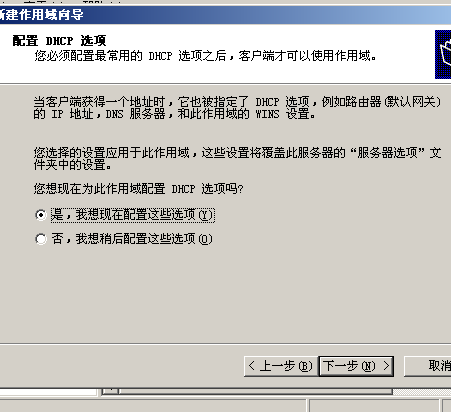 新建作用域向导
配置 DHCP 选项
您必须配置最常用的 DHCP 选项之后，客户端才可以使用作用域。
当客户端获得一个地址时，它也被指定了 DHCP 选项，例如路由器(默认网关)
的 IP 地址，DNS 服务器，和此作用域的 WINS 设置。
您选择的设置应用于此作用域，这些设置将覆盖此服务器的“服务器选项”文
件夹中的设置。
您想现在为此作用域配置 DHCP 选项吗?
是，我想现在配置这些选项(Y)
否，我想稍后配置这些选项(O)
< 上一步(B) 下一步(N) > 取消